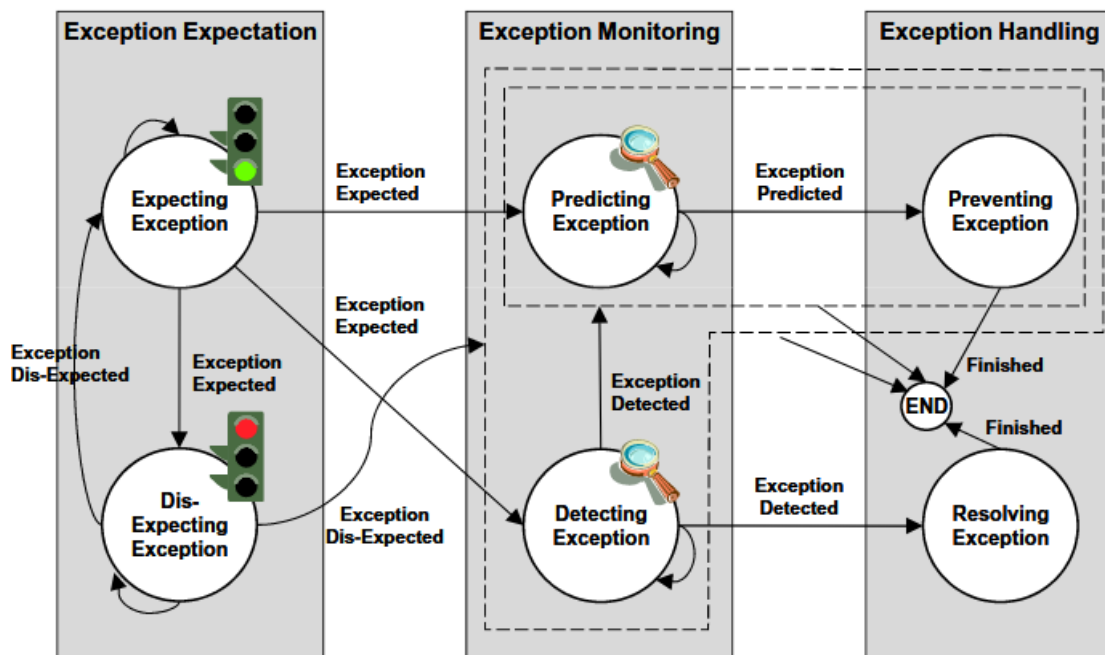 Exception Expectation
Exception Monitoring
Exception Handling
Expecting
Exception
Exception
Expected
Predicting
Exception
Exception
Predicted
Preventing
Exception
Exception
Expected
Exception
Dis-Expected
Exception
Expected
Exception
Detected
Finished
END
Finished
Dis-
Expecting
Exception
Exception
Dis-Expected
Detecting
Exception
Exception
Detected
Resolving
Exception